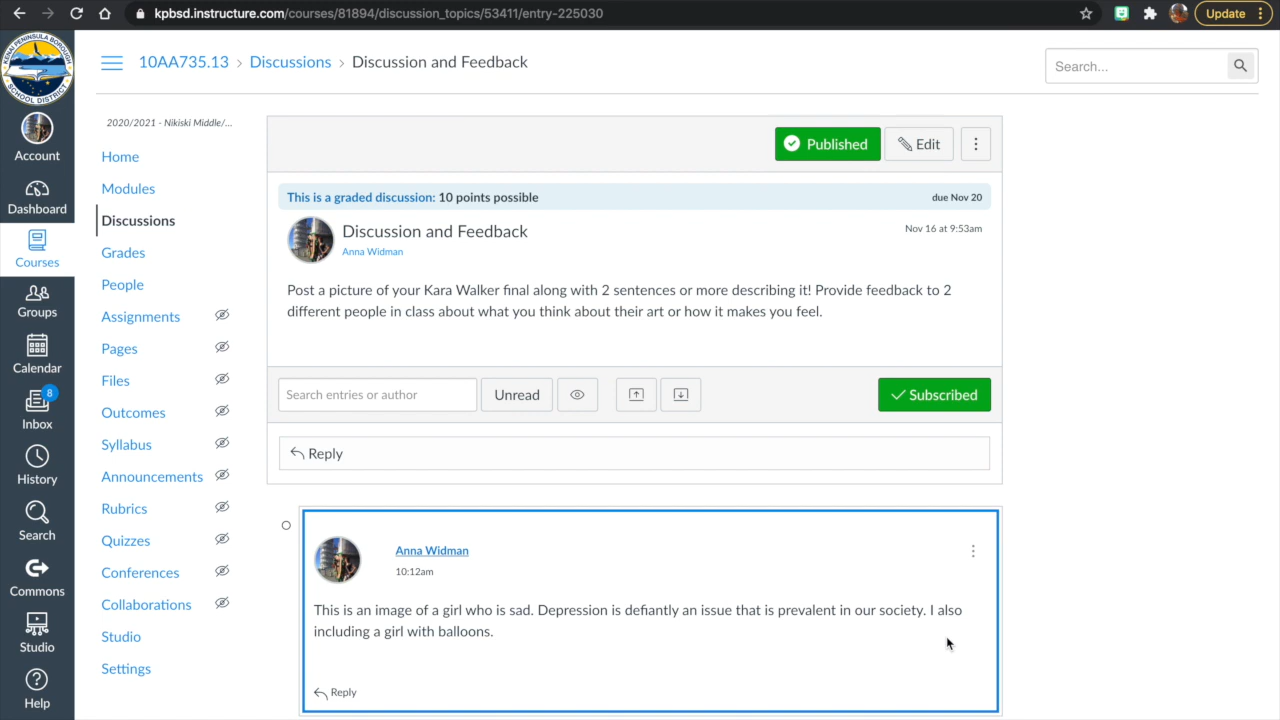 kpbsd.instructure.com/courses/81894/discussion_topics/53411/entry-225030
Update
KENAI PENINSULA BOROUGH
SCHOOL DISTRICT
10AA735.13 > Discussions > Discussion and Feedback
Search...
Account
Dashboard
Courses
Groups
Calendar
8
Inbox
History
Search
Commons
Studio
Help
2020/2021 - Nikiski Middle/...
Home
Modules
Discussions
Grades
People
Assignments
Pages
Files
Outcomes
Syllabus
Announcements
Rubrics
Quizzes
Conferences
Collaborations
Studio
Settings
Published
Edit
This is a graded discussion: 10 points possible
due Nov 20
Discussion and Feedback
Nov 16 at 9:53am
Anna Widman
Post a picture of your Kara Walker final along with 2 sentences or more describing it! Provide feedback to 2
different people in class about what you think about their art or how it makes you feel.
Search entries or author
Unread
Subscribed
Reply
Anna Widman
10:12am
This is an image of a girl who is sad. Depression is defiantly an issue that is prevalent in our society. I also
including a girl with balloons.
Reply